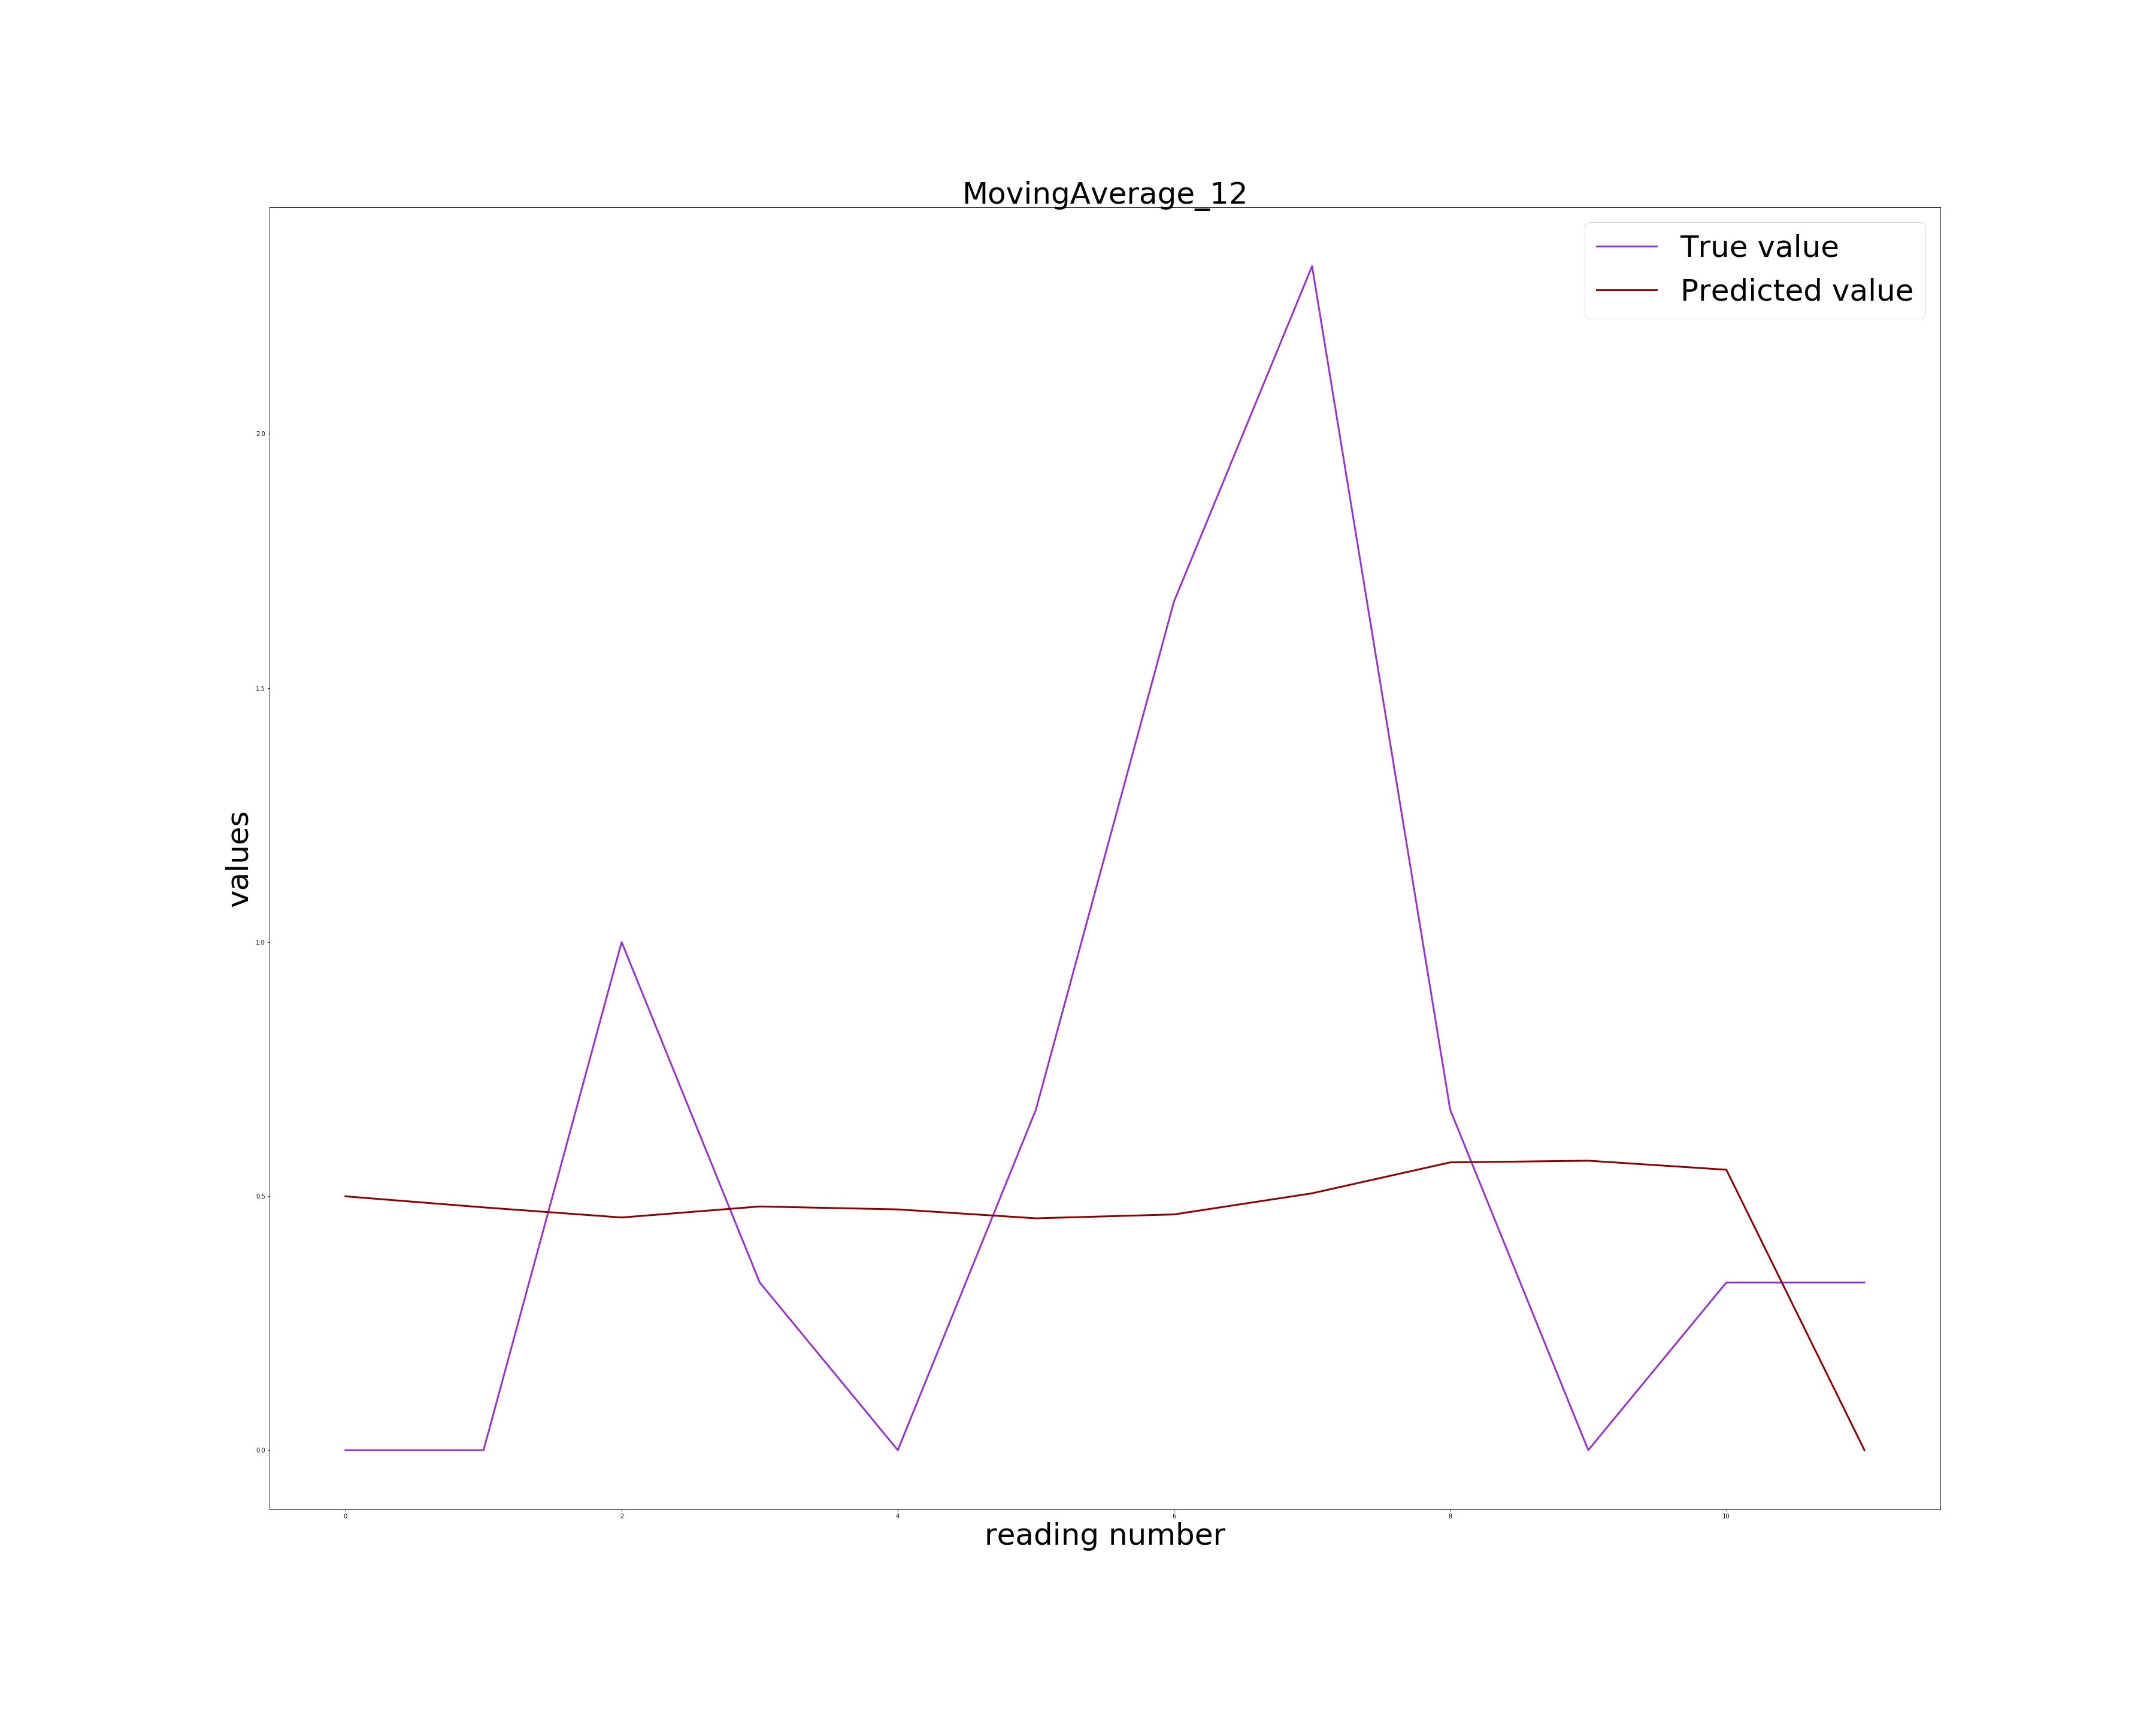 MovingAverage_12
True value
Predicted value
2.0
1.5
1.0
0.5
0.0
values
0 2 4 6 8 10
reading number